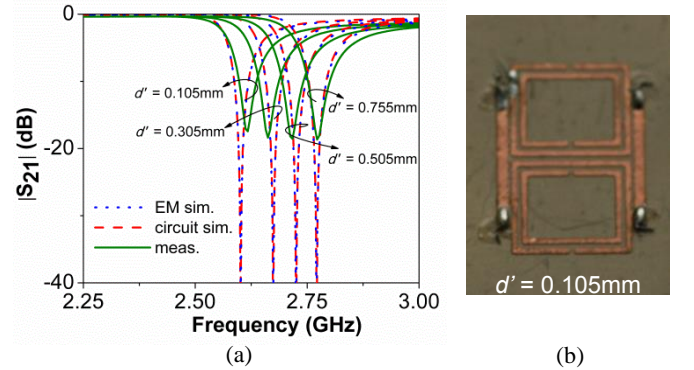 0
-20
-40
|S21| (dB)
d' = 0.105mm
d' = 0.305mm
d' = 0.755mm
d' = 0.505mm
EM sim.
circuit sim.
meas.
2.25 2.50 2.75 3.00
Frequency (GHz)
(a)
d' = 0.105mm
(b)